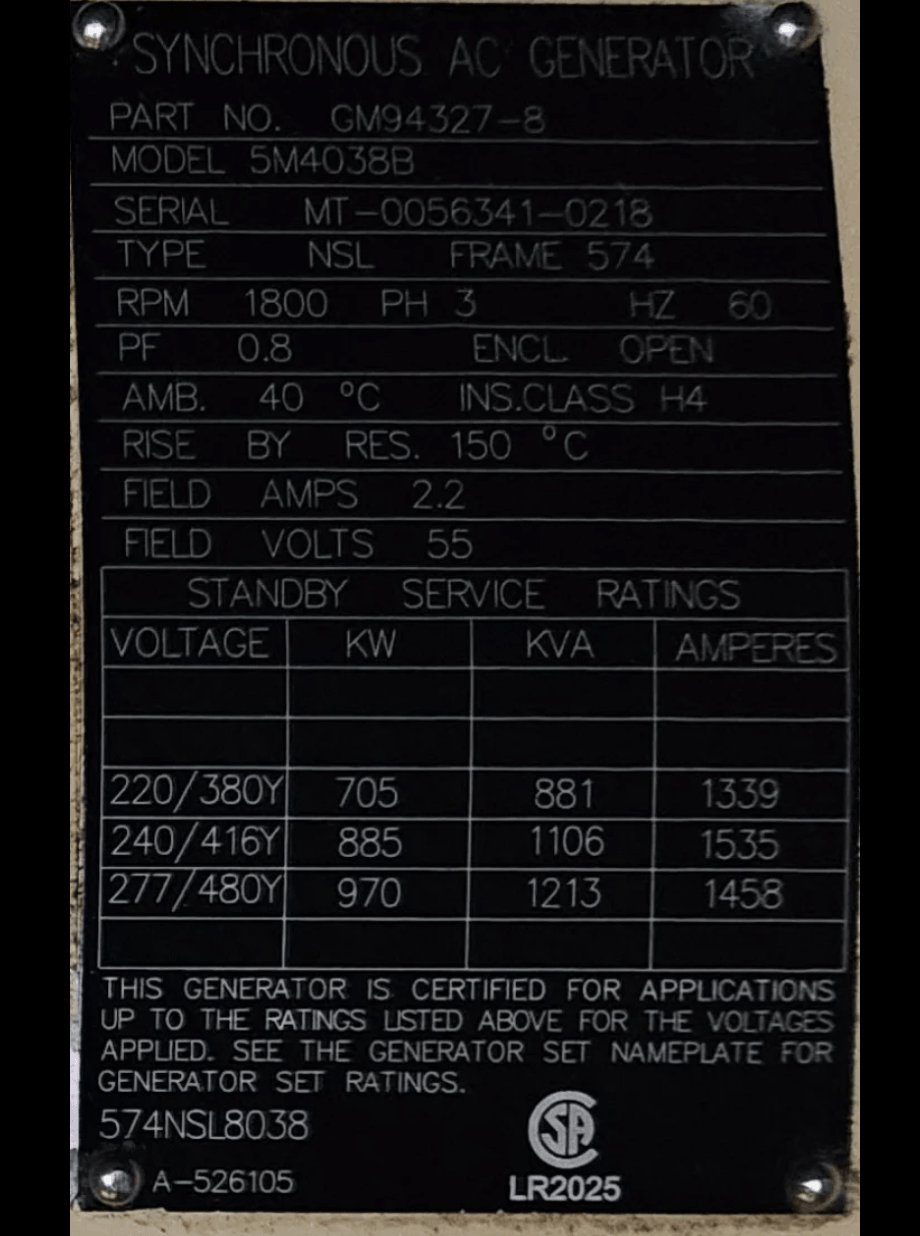 SYNCHRONOUS AC GENERATOR
PART NO. GM94327-8
MODEL 5M4038B
SERIAL MT-0056341-0218
TYPE NSL FRAME 574
RPM 1800 PH 3 HZ 60
PF 0.8 ENCL. OPEN
AMB. 40 °C INS.CLASS H4
RISE BY RES. 150 °C
FIELD AMPS 2.2
FIELD VOLTS 55
STANDBY SERVICE RATINGS
VOLTAGE KW KVA AMPERES
220/380Y 705 881 1339
240/416Y 885 1106 1535
277/480Y 970 1213 1458
THIS GENERATOR IS CERTIFIED FOR APPLICATIONS
UP TO THE RATINGS LISTED ABOVE FOR THE VOLTAGES
APPLIED. SEE THE GENERATOR SET NAMEPLATE FOR
GENERATOR SET RATINGS.
574NSL8038
SA
LR2025
A-526105